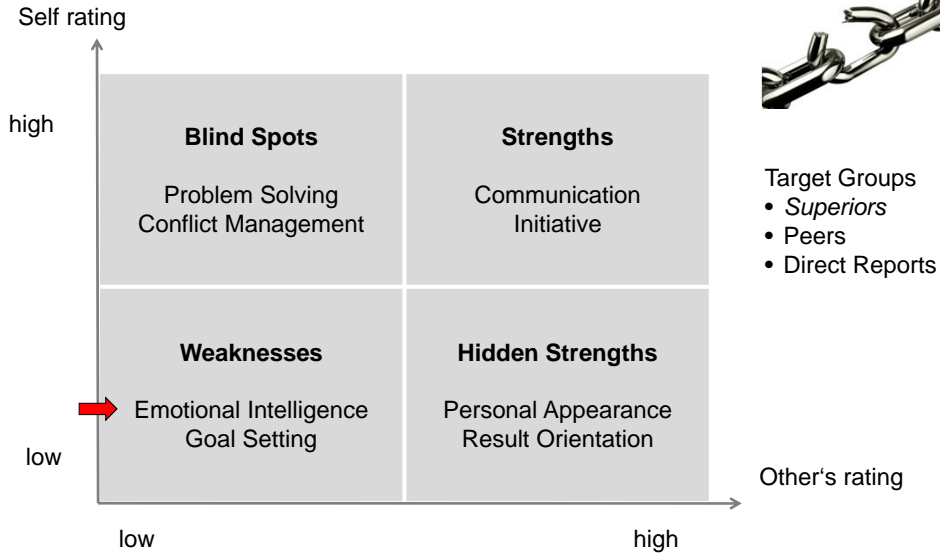 Self rating
high
Blind Spots
Problem Solving
Conflict Management
Strengths
Communication
Initiative
Target Groups
• Superiors
• Peers
• Direct Reports
Weaknesses
Emotional Intelligence
Goal Setting
Hidden Strengths
Personal Appearance
Result Orientation
low
Other‘s rating
low
high